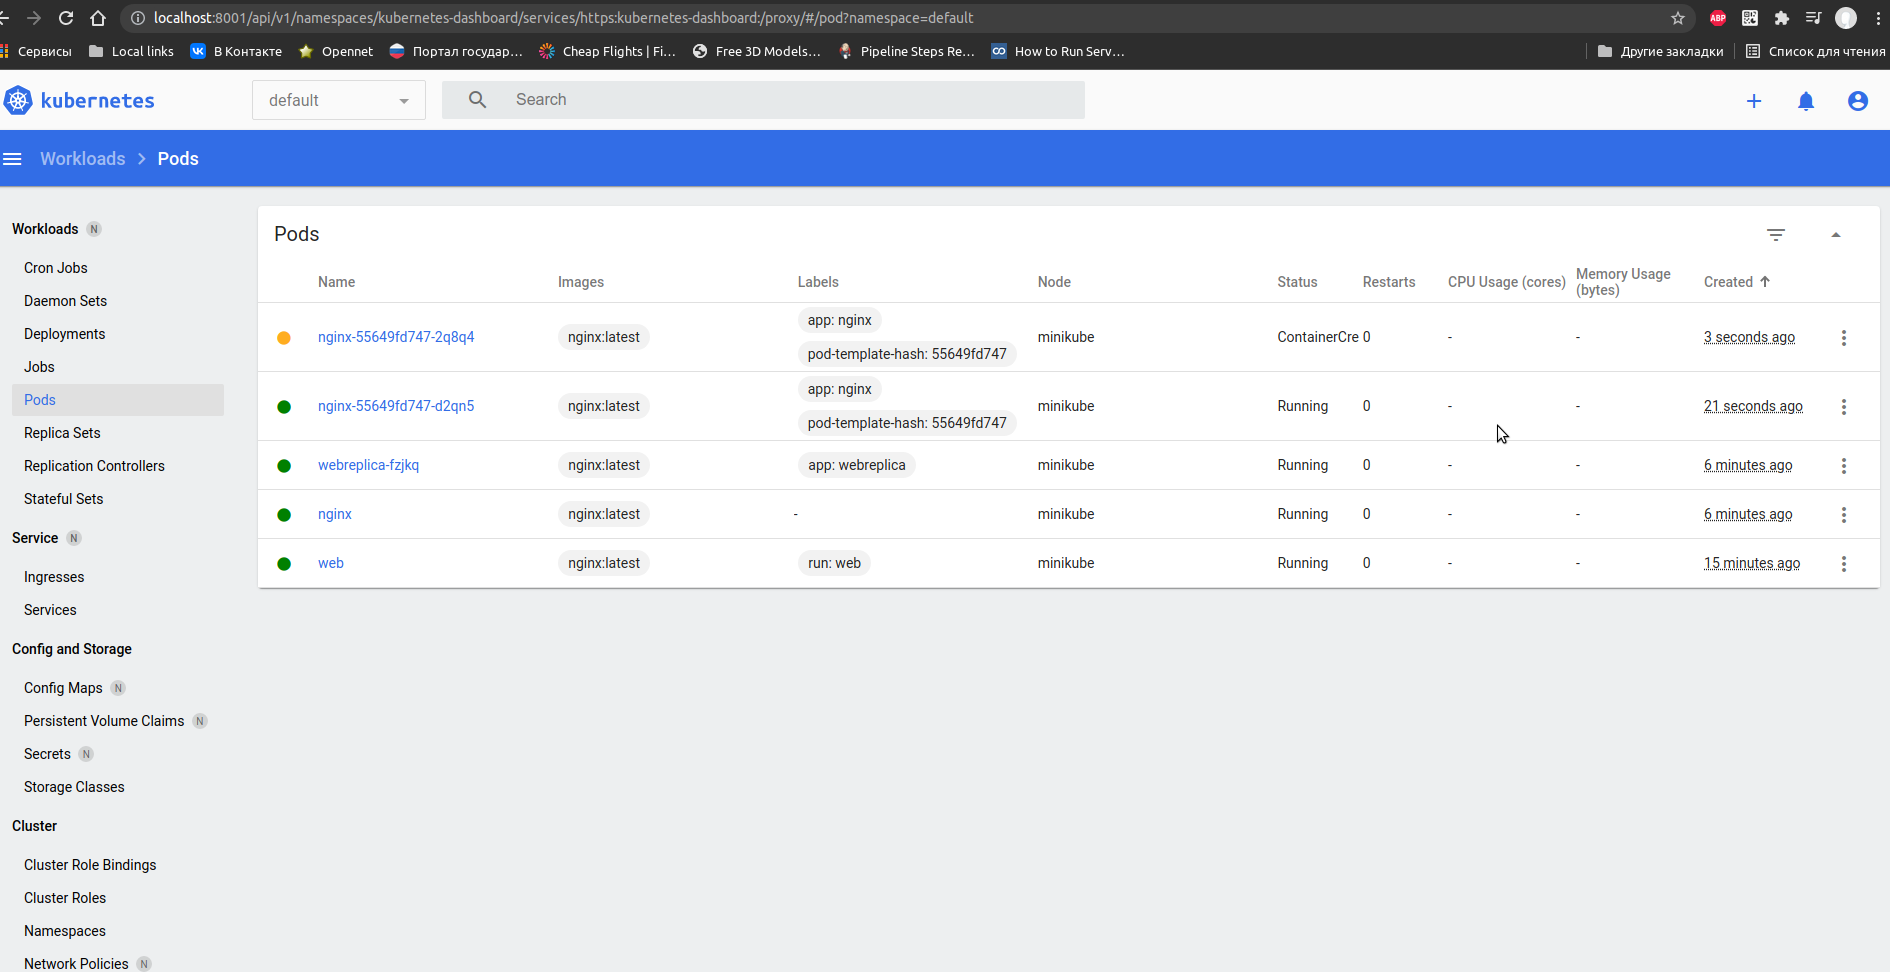 localhost:8001/api/v1/namespaces/kubernetes-dashboard/services/https:kubernetes-dashboard:/proxy/#/pod?namespace=default
ABP
Сервисы Local links В Контакте Opennet Портал государ... Cheap Flights | Fi... Free 3D Models... Pipeline Steps Re... How to Run Serv... Другие закладки Список для чтения
kubernetes default Search
Workloads Pods
Workloads N
Cron Jobs
Daemon Sets
Deployments
Jobs
Pods
Replica Sets
Replication Controllers
Stateful Sets
Service N
Ingresses
Services
Config and Storage
Config Maps N
Persistent Volume Claims N
Secrets N
Storage Classes
Cluster
Cluster Role Bindings
Cluster Roles
Namespaces
Network Policies N
Pods
Name Images Labels Node Status Restarts CPU Usage (cores) Memory Usage (bytes) Created
nginx-55649fd747-2q8q4 nginx:latest app: nginx pod-template-hash: 55649fd747 minikube ContainerCre 0 - - 3 seconds ago
nginx-55649fd747-d2qn5 nginx:latest app: nginx pod-template-hash: 55649fd747 minikube Running 0 - - 21 seconds ago
webreplica-fzjkq nginx:latest app: webreplica minikube Running 0 - - 6 minutes ago
nginx nginx:latest - minikube Running 0 - - 6 minutes ago
web nginx:latest run: web minikube Running 0 - - 15 minutes ago